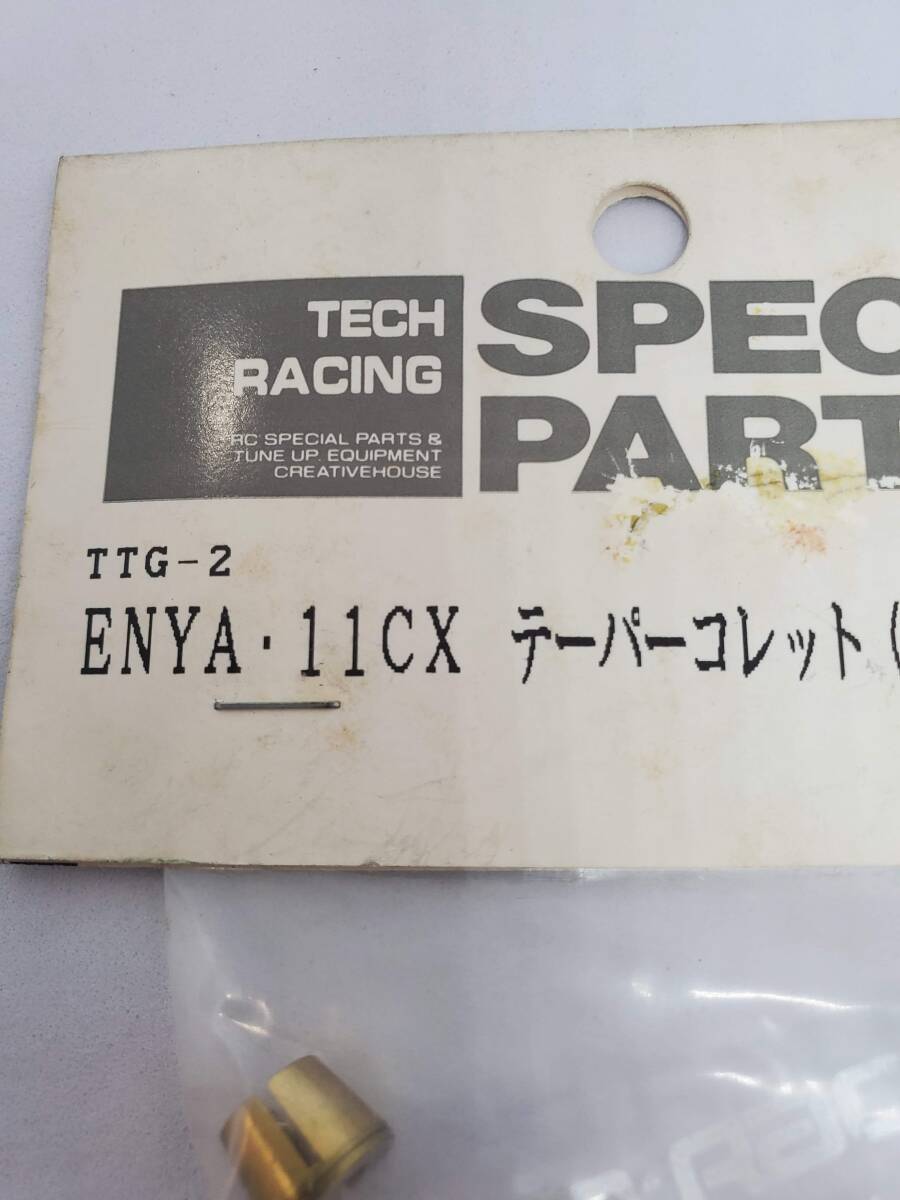 TECH
RACING
RC SPECIAL PARTS &
TUNE UP EQUIPMENT
CREATIVEHOUSE
SPEC
PART
TTG-2
ENYA・11CX テーパーコレット (